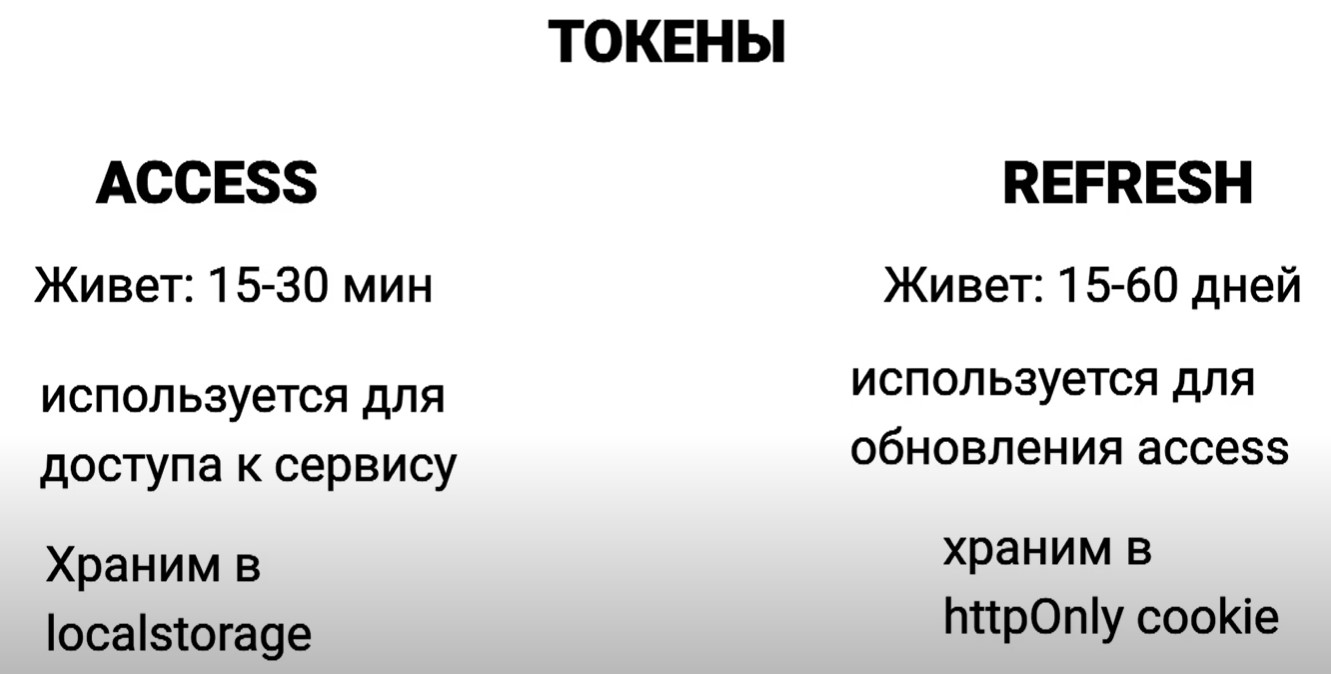 ТОКЕНЫ
ACCESS
Живет: 15-30 мин
используется для
доступа к сервису
Храним в
localstorage
REFRESH
Живет: 15-60 дней
используется для
обновления access
храним в
httpOnly cookie